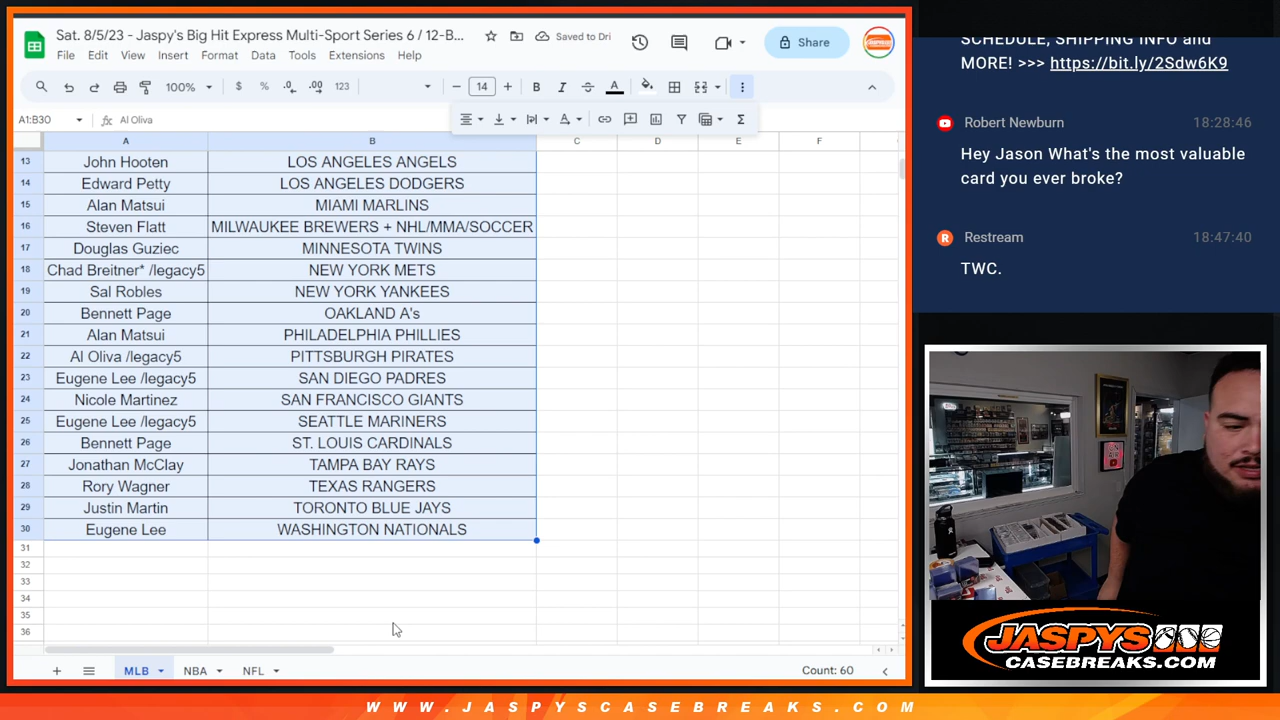 Sat. 8/5/23 - Jaspy's Big Hit Express Multi-Sport Series 6 / 12-B...
Saved to Dri
Share
File Edit View Insert Format Data Tools Extensions
100% $ % .0 .00 123 14
A1:B30 fx Al Oliva
A B C D E F
13 John Hooten LOS ANGELES ANGELS
14 Edward Petty LOS ANGELES DODGERS
15 Alan Matsui MIAMI MARLINS
16 Steven Flatt MILWAUKEE BREWERS + NHL/MMA/SOCCER
17 Douglas Guziec MINNESOTA TWINS
18 Chad Breitner* /legacy5 NEW YORK METS
19 Sal Robles NEW YORK YANKEES
20 Bennett Page OAKLAND A's
21 Alan Matsui PHILADELPHIA PHILLIES
22 Al Oliva /legacy5 PITTSBURGH PIRATES
23 Eugene Lee /legacy5 SAN DIEGO PADRES
24 Nicole Martinez SAN FRANCISCO GIANTS
25 Eugene Lee /legacy5 SEATTLE MARINERS
26 Bennett Page ST. LOUIS CARDINALS
27 Jonathan McClay TAMPA BAY RAYS
28 Rory Wagner TEXAS RANGERS
29 Justin Martin TORONTO BLUE JAYS
30 Eugene Lee WASHINGTON NATIONALS
31
32
33
34
35
36
MLB NBA NFL Count: 60
SCHEDULE, SHIPPING INFO and
MORE! >>> https://bit.ly/2Sdw6K9
Robert Newburn 18:28:46
Hey Jason What's the most valuable
card you ever broke?
Restream 18:47:40
TWC.
JASPYS
CASEBREAKS.COM
WWW.JASPYSCASEBREAKS.COM